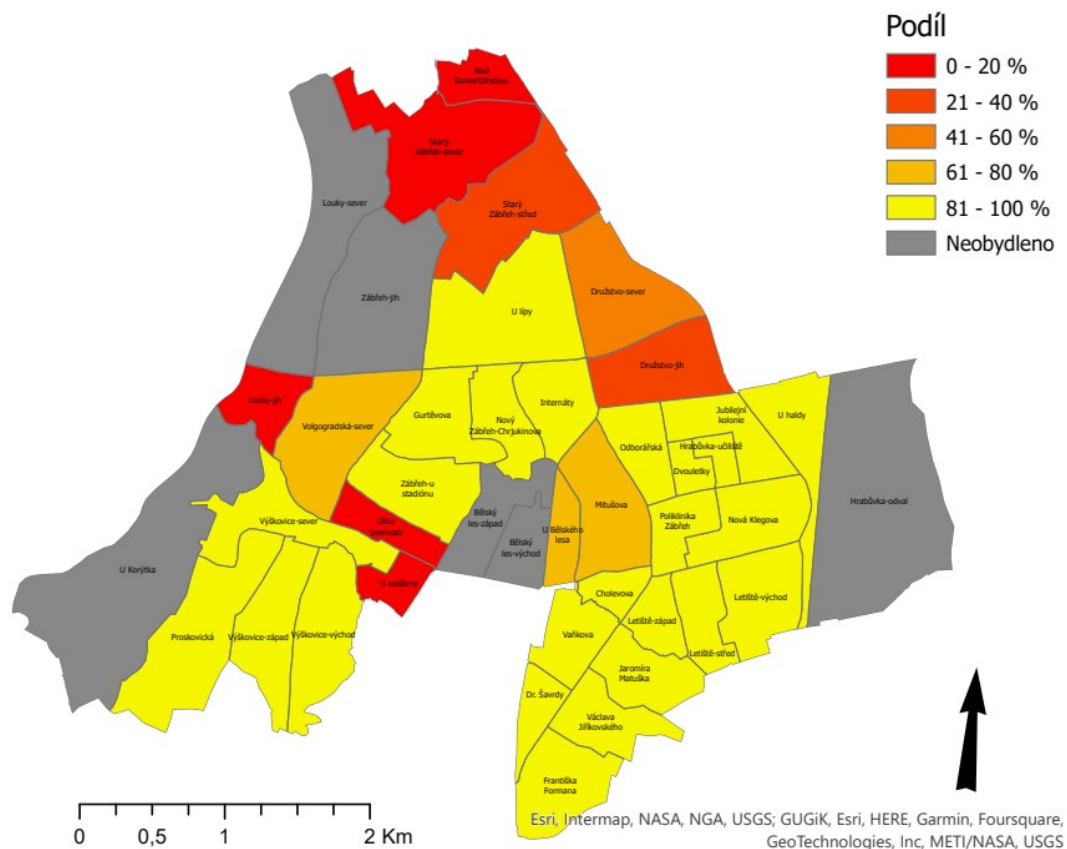 Podíl
0 - 20 %
21 - 40 %
41 - 60 %
61 - 80 %
81 - 100 %
Neobydleno
Nad
Samaritánskou
Starý
Zábřeh-sever
Louky-sever
Starý
Zábřeh-střed
Zábřeh-jih
Družstvo-sever
U lípy
Družstvo-jih
Louky-jih
Volgogradská-sever
Gurťěvova
Nový
Zábřeh-Chrjukinova
Internáty
Jubilejní
kolonie
U haldy
Odborářská
Hrabůvka-učiliště
Dvouletky
Zábřeh-u
stadiónu
Mitušova
Hrabůvka-odval
Bělský
les-západ
Poliklinika
Zábřeh
Nová Klegova
Výškovice-sever
Ulice
U Bělského
lesa
Bělský
les-východ
U Korýtka
U vodárny
Cholevova
Letiště-východ
Letiště-západ
Proskovická
Výškovice-západ
Výškovice-východ
Vaňkova
Letiště-střed
Jaromíra
Matuška
Dr. Šavrdy
Václava
Jiříkovského
Františka
Formana
0 0,5 1 2 Km
Esri, Intermap, NASA, NGA, USGS; GUGiK, Esri, HERE, Garmin, Foursquare,
GeoTechnologies, Inc, METI/NASA, USGS